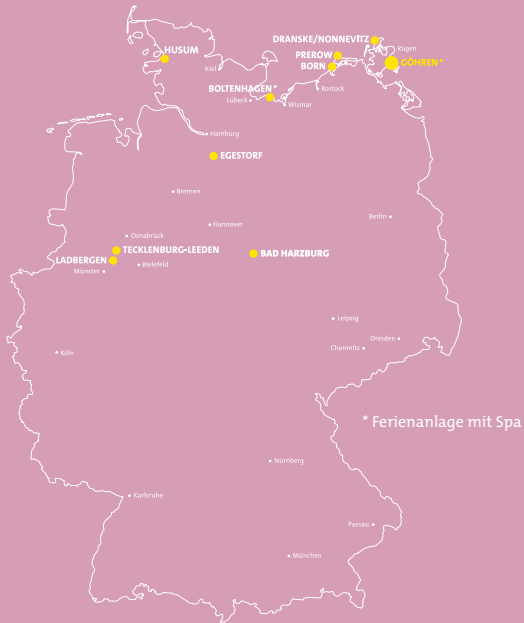 DRANSKE/NONNEVITZ
HUSUM
Rügen
PREROW
GÖHREN *
BORN
Kiel
BOLTENHAGEN *
Rostock
Lübeck
Wismar
Hamburg
EGESTORF
Bremen
Berlin
Hannover
Osnabrück
TECKLENBURG-LEEDEN
BAD HARZBURG
LADBERGEN
Bielefeld
Münster
Leipzig
Dresden
Chemnitz
Köln
* Ferienanlage mit Spa
Nürnberg
Karlsruhe
Passau
München